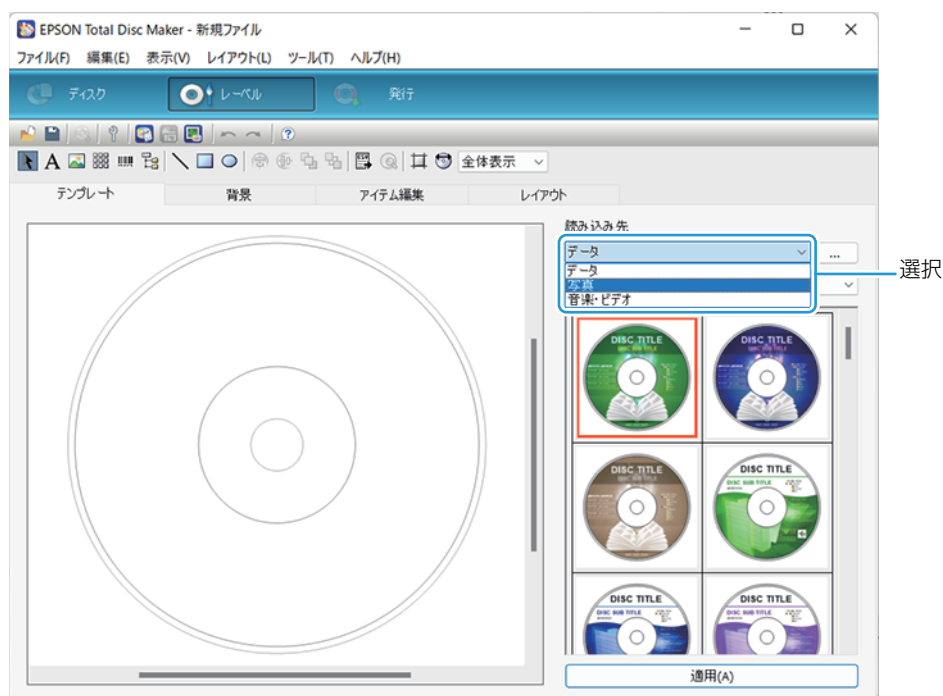 EPSON Total Disc Maker - 新規ファイル
ファイル(F) 編集(E) 表示(V) レイアウト(L) ツール(T) ヘルプ(H)
ディスク レーベル 発行
全体表示
テンプレート 背景 アイテム編集 レイアウト
読み込み先
データ ...
データ
写真
音楽・ビデオ
選択
DISC TITLE DISC TITLE
DISC TITLE DISC TITLE
DISC SUB TITLE
DISC TITLE DISC TITLE
DISC SUB TITLE DISC SUB TITLE
適用(A)